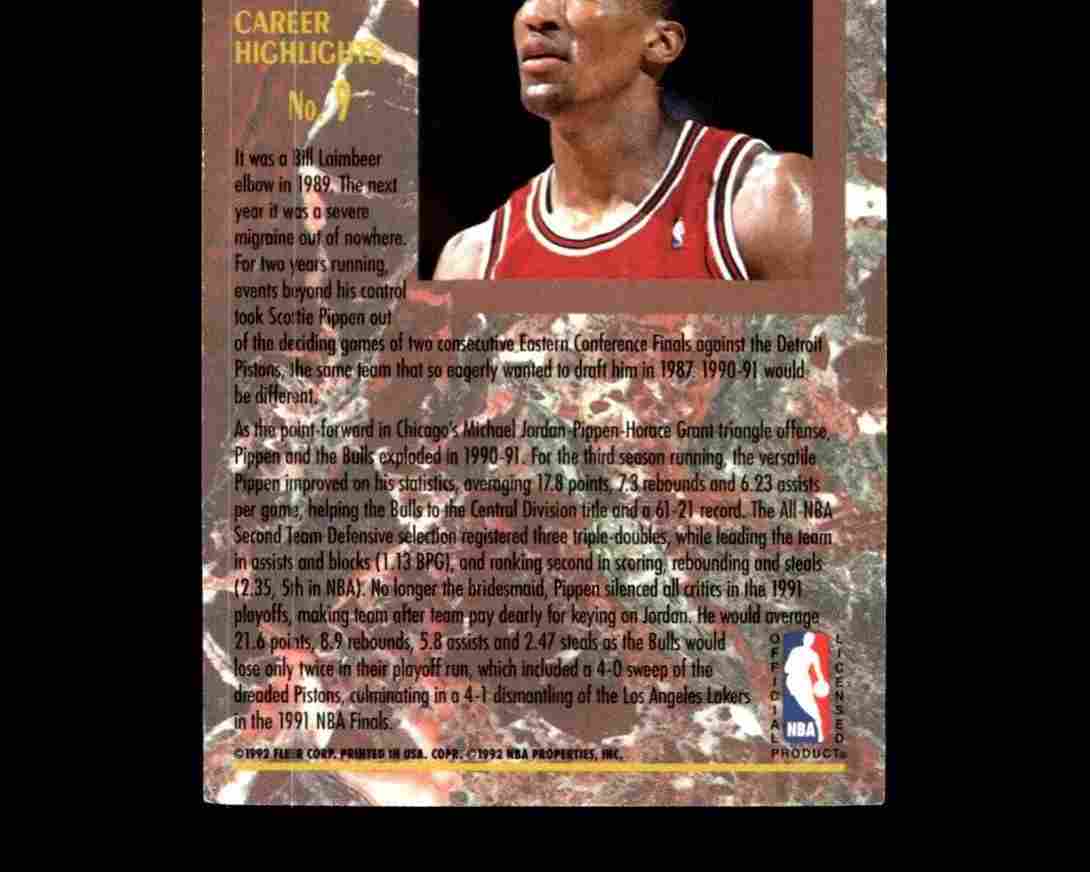 CAREER
HIGHLIGHTS
No. 9
It was a Bill Laimbeer
elbow in 1989. The next
year it was a severe
migraine out of nowhere.
For two years running,
events beyond his control
took Scottie Pippen out
of the deciding games of two consecutive Eastern Conference Finals against the Detroit
Pistons, the same team that so eagerly wanted to draft him in 1987. 1990-91 would
be different.
As the point-forward in Chicago's Michael Jordan-Pippen-Horace Grant triangle offense,
Pippen and the Bulls exploded in 1990-91. For the third season running, the versatile
Pippen improved on his statistics, averaging 17.8 points, 7.3 rebounds and 6.23 assists
per game, helping the Bulls to the Central Division title and a 61-21 record. The All-NBA
Second Team Defensive selection registered three triple-doubles, while leading the team
in assists and blocks (1.13 BPG), and ranking second in scoring, rebounding and steals
(2.35, 5th in NBA). No longer the bridesmaid, Pippen silenced all critics in the 1991
playoffs, making team after team pay dearly for keying on Jordan. He would average
21.6 points, 8.9 rebounds, 5.8 assists and 2.47 steals as the Bulls would
lose only twice in their playoff run, which included a 4-0 sweep of the
dreaded Pistons, culminating in a 4-1 dismantling of the Los Angeles Lakers
in the 1991 NBA Finals.
©1992 FLEER CORP. PRINTED IN USA. COPR. ©1992 NBA PROPERTIES, INC.
OFFICIAL
LICENSED
NBA
PRODUCT®